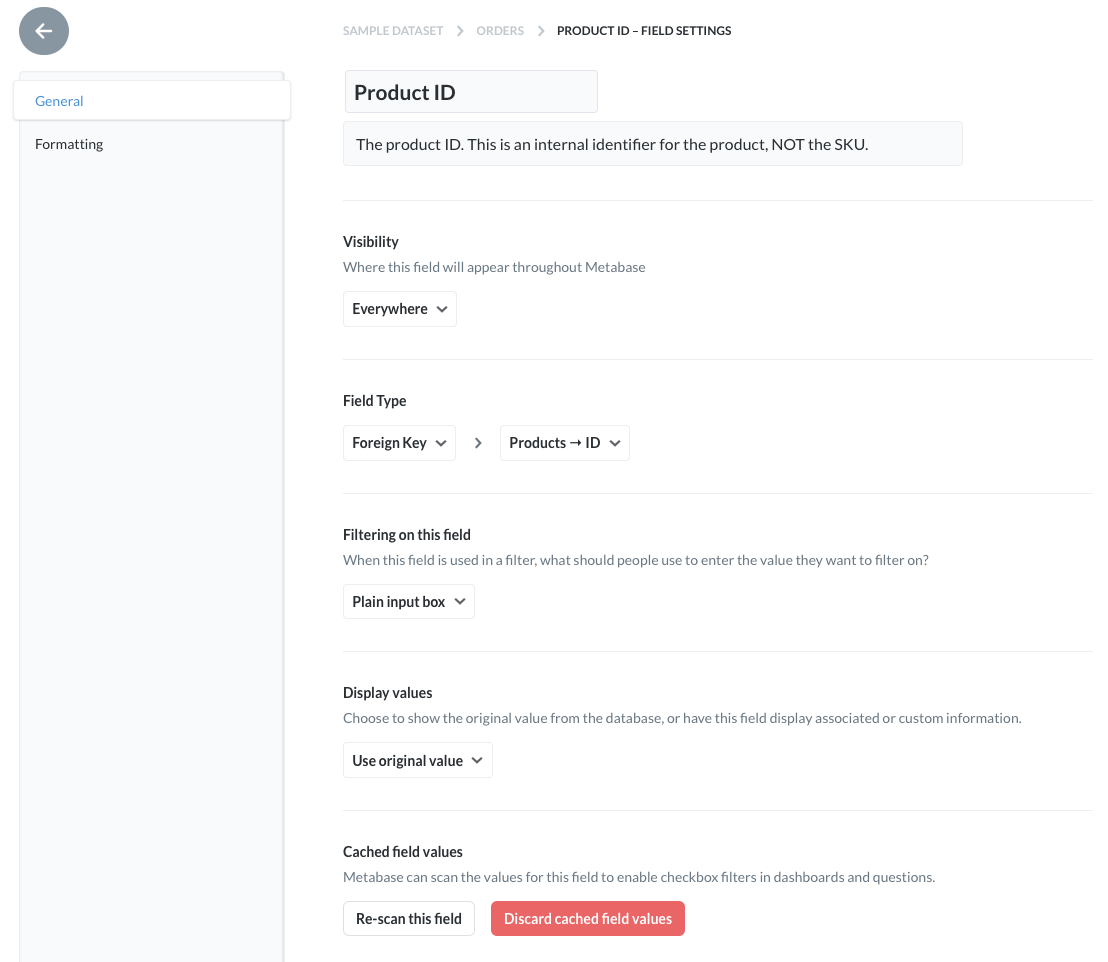 SAMPLE DATASET > ORDERS > PRODUCT ID – FIELD SETTINGS
General
Formatting
Product ID
The product ID. This is an internal identifier for the product, NOT the SKU.
Visibility
Where this field will appear throughout Metabase
Everywhere
Field Type
Foreign Key > Products → ID
Filtering on this field
When this field is used in a filter, what should people use to enter the value they want to filter on?
Plain input box
Display values
Choose to show the original value from the database, or have this field display associated or custom information.
Use original value
Cached field values
Metabase can scan the values for this field to enable checkbox filters in dashboards and questions.
Re-scan this field Discard cached field values